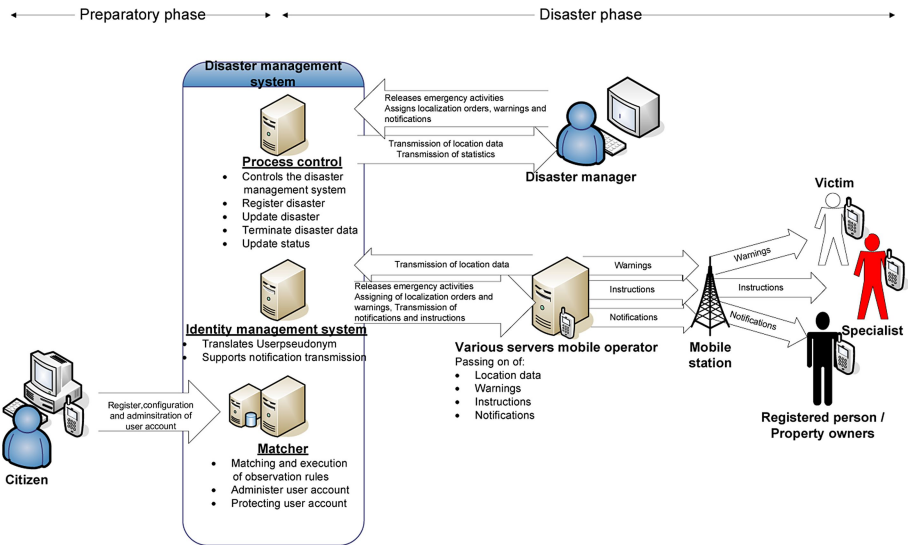 Preparatory phase
Disaster phase
Disaster management
system
Releases emergency activities
Assigns localization orders, warnings and
notifications
Transmission of location data
Transmission of statistics
Disaster manager
Process control
• Controls the disaster
management system
• Register disaster
• Update disaster
• Terminate disaster data
• Update status
Victim
Transmission of location data
Releases emergency activities
Assigning of localization orders and
warnings, Transmission of
notifications and instructions
Warnings
Instructions
Notifications
Warnings
Instructions
Notifications
Specialist
Identity management system
• Translates Userpseudonym
• Supports notification transmission
Various servers mobile operator
Passing on of:
• Location data
• Warnings
• Instructions
• Notifications
Mobile
station
Registered person /
Property owners
Register,configuration
and adminsitration of
user account
Citizen
Matcher
• Matching and execution
of observation rules
• Administer user account
• Protecting user account